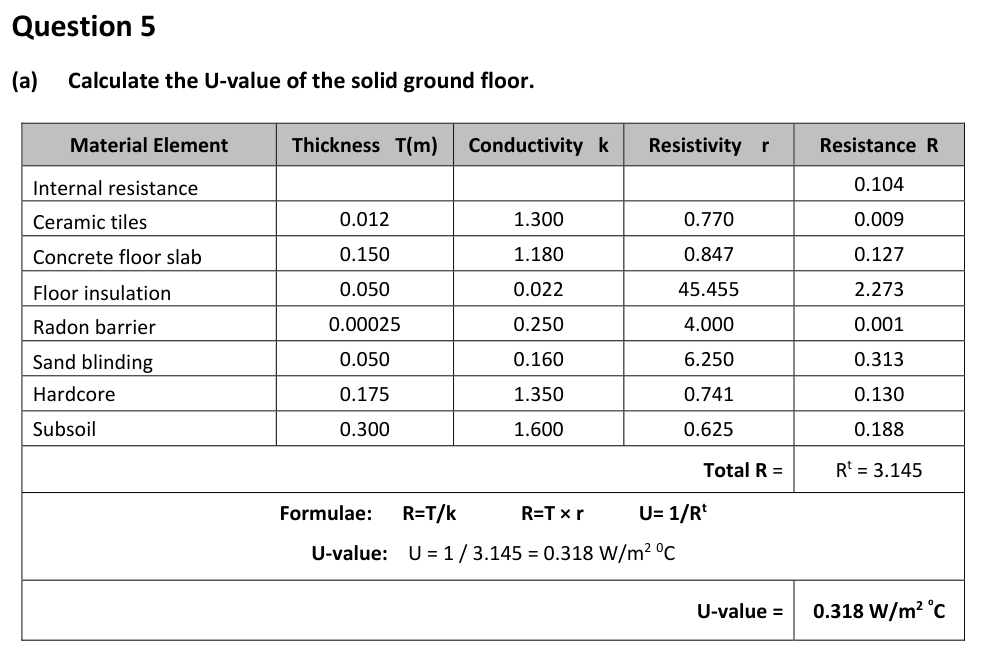 Question 5
(a) Calculate the U-value of the solid ground floor.
Material Element Thickness T(m) Conductivity k Resistivity r Resistance R
Internal resistance 0.104
Ceramic tiles 0.012 1.300 0.770 0.009
Concrete floor slab 0.150 1.180 0.847 0.127
Floor insulation 0.050 0.022 45.455 2.273
Radon barrier 0.00025 0.250 4.000 0.001
Sand blinding 0.050 0.160 6.250 0.313
Hardcore 0.175 1.350 0.741 0.130
Subsoil 0.300 1.600 0.625 0.188
Total R = Rᵗ = 3.145
Formulae: R=T/k R=T × r U= 1/Rᵗ
U-value: U = 1 / 3.145 = 0.318 W/m² ⁰C
U-value = 0.318 W/m² °C